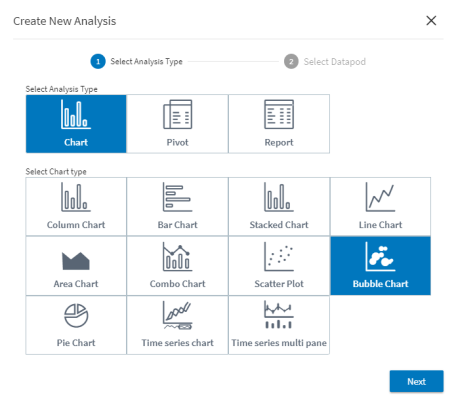 Create New Analysis
1 Select Analysis Type 2 Select Datapod
Select Analysis Type
Chart Pivot Report
Select Chart type
Column Chart Bar Chart Stacked Chart Line Chart
Area Chart Combo Chart Scatter Plot Bubble Chart
Pie Chart Time series chart Time series multi pane
Next